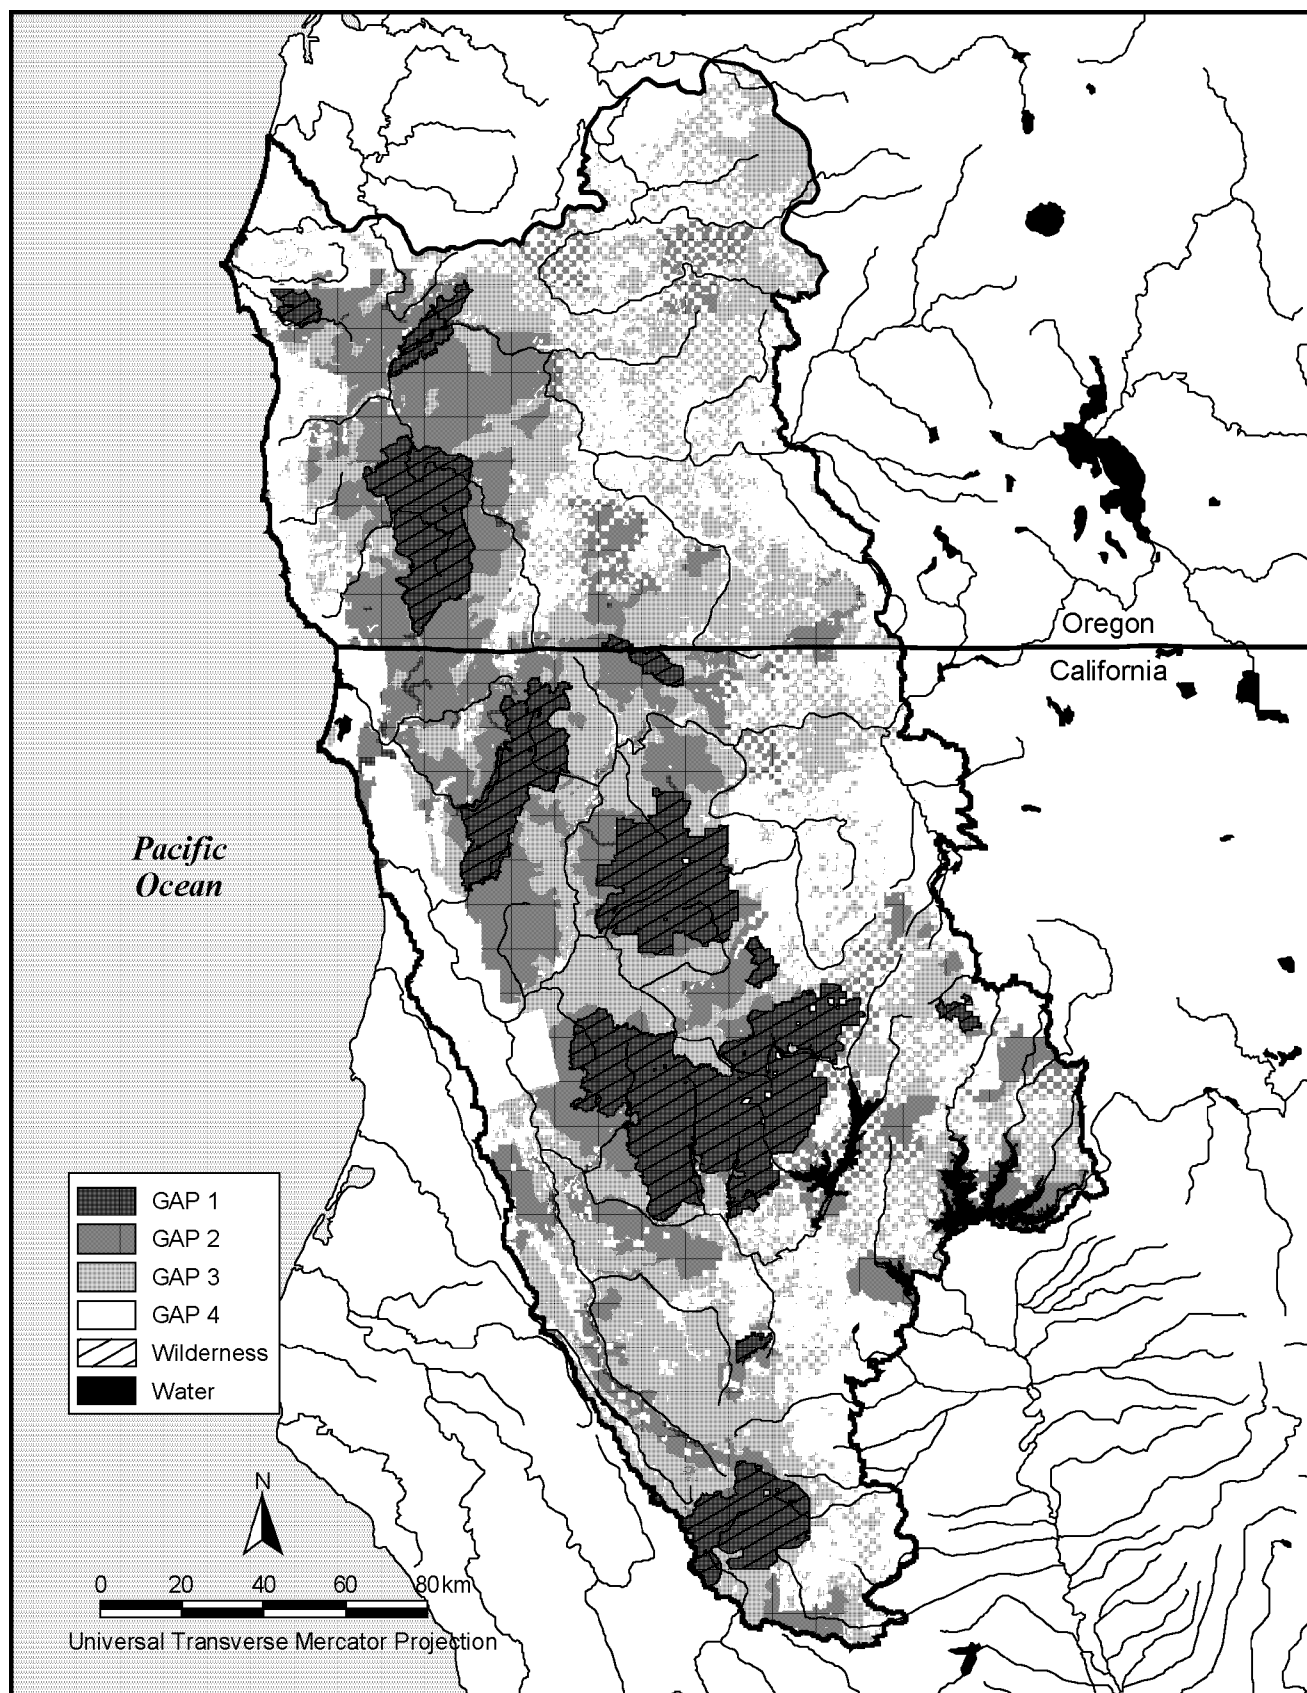 Oregon
California
Pacific
Ocean
GAP 1
GAP 2
GAP 3
GAP 4
Wilderness
Water
N
0 20 40 60 80 km
Universal Transverse Mercator Projection